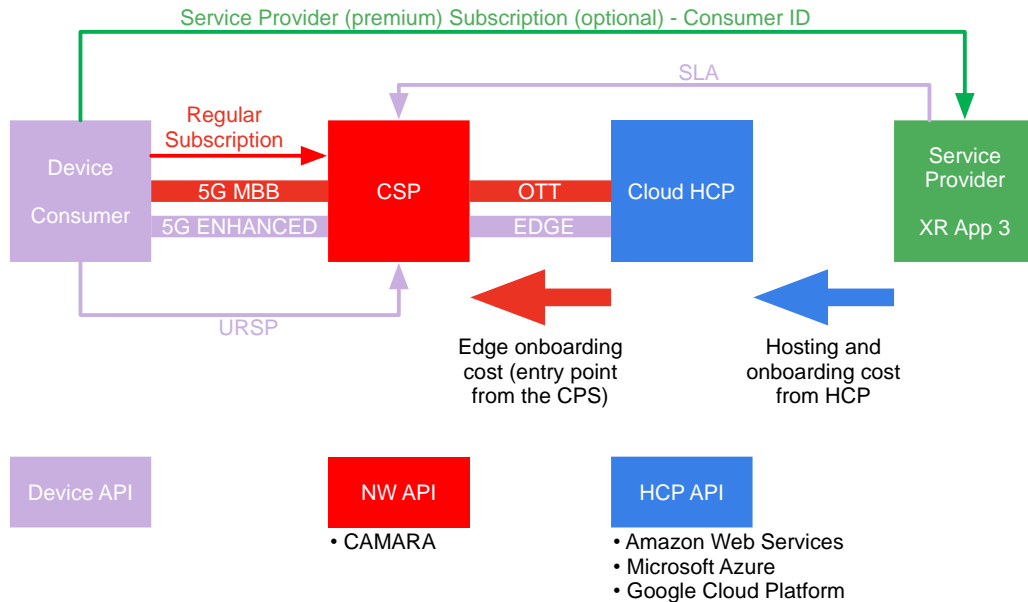 Service Provider (premium) Subscription (optional) - Consumer ID
SLA
Regular
Subscription
Device
Consumer
5G MBB
5G ENHANCED
CSP
OTT
EDGE
Cloud HCP
Service
Provider
XR App 3
URSP
Edge onboarding
cost (entry point
from the CPS)
Hosting and
onboarding cost
from HCP
Device API
NW API
• CAMARA
HCP API
• Amazon Web Services
• Microsoft Azure
• Google Cloud Platform